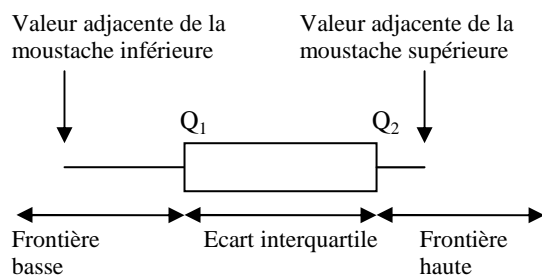 Valeur adjacente de la
moustache inférieure
Valeur adjacente de la
moustache supérieure
Q₁
Q₂
Frontière
basse
Ecart interquartile
Frontière
haute